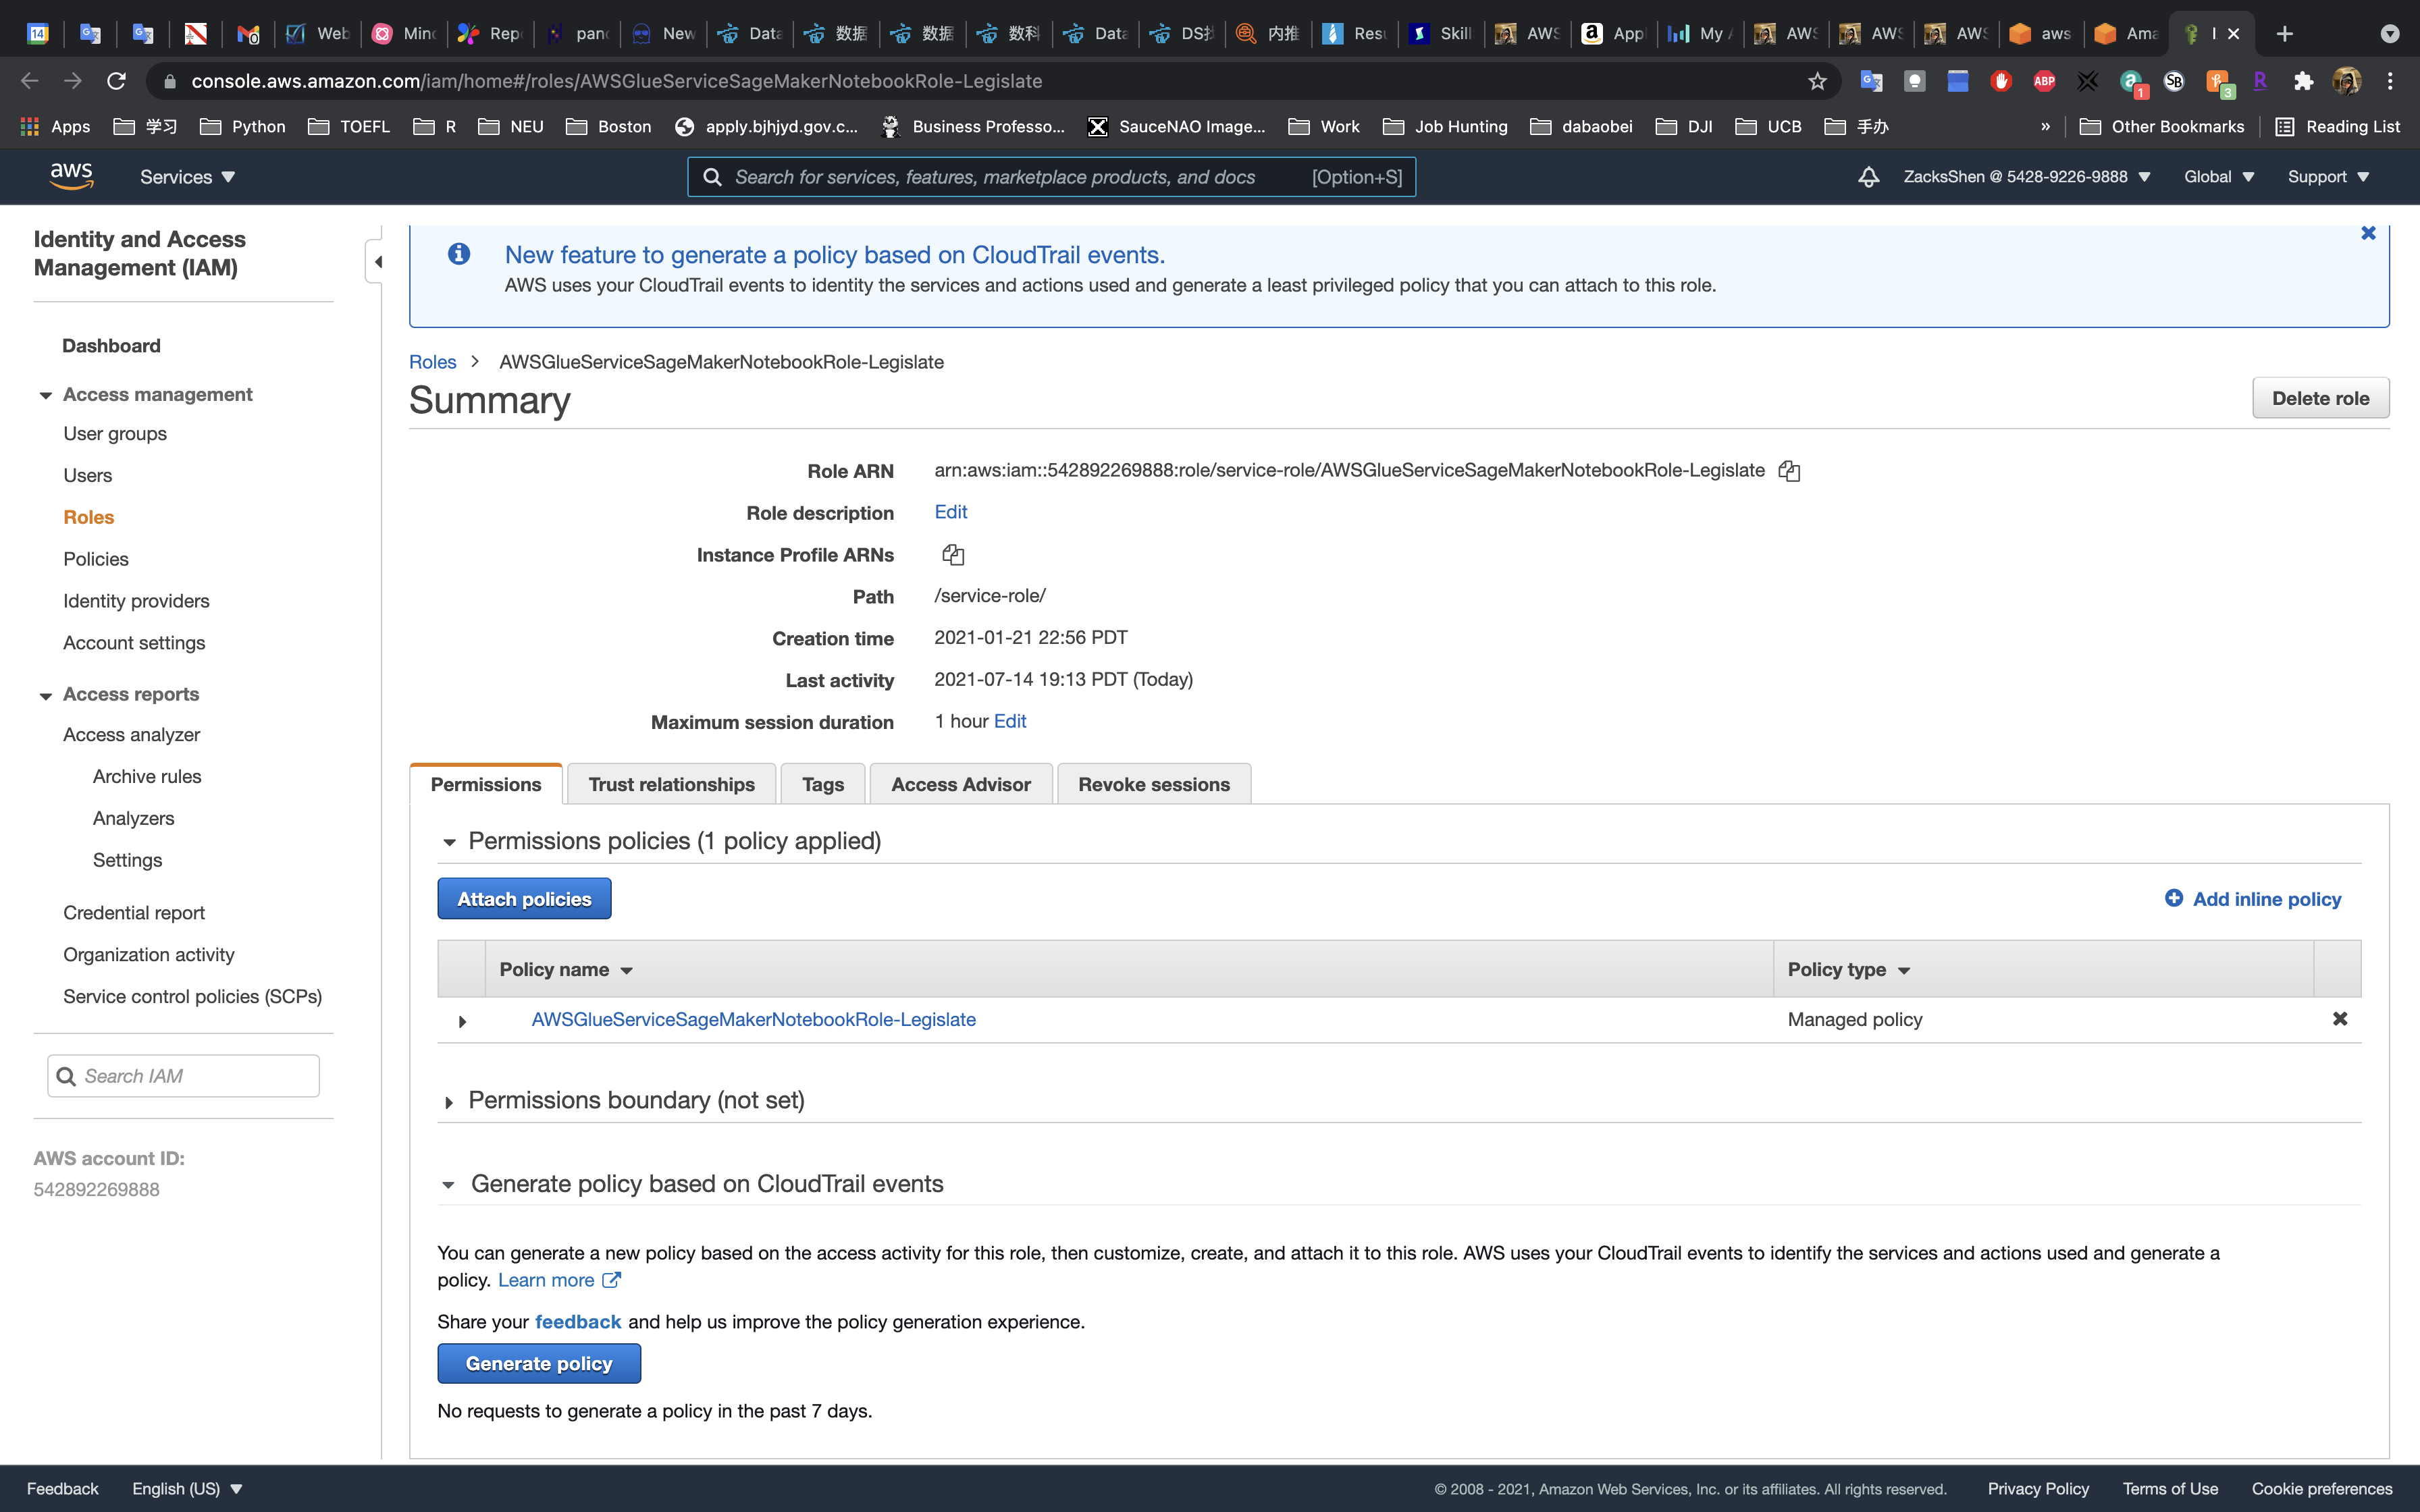 14
Web
Mind
Rep
pand
New
Data
数据
数据
数科
Data
DS找
内推
Resu
Skill
AWS
App
My A
AWS
AWS
AWS
aws
Ama
I
console.aws.amazon.com/iam/home#/roles/AWSGlueServiceSageMakerNotebookRole-Legislate
ABP
1
SB
3
R
Apps
学习
Python
TOEFL
R
NEU
Boston
apply.bjhjyd.gov.c...
Business Professo...
SauceNAO Image...
Work
Job Hunting
dabaobei
DJI
UCB
手办
»
Other Bookmarks
Reading List
aws
Services
Search for services, features, marketplace products, and docs
[Option+S]
ZacksShen @ 5428-9226-9888
Global
Support
Identity and Access
Management (IAM)
Dashboard
Access management
User groups
Users
Roles
Policies
Identity providers
Account settings
Access reports
Access analyzer
Archive rules
Analyzers
Settings
Credential report
Organization activity
Service control policies (SCPs)
Search IAM
AWS account ID:
542892269888
New feature to generate a policy based on CloudTrail events.
AWS uses your CloudTrail events to identify the services and actions used and generate a least privileged policy that you can attach to this role.
Roles > AWSGlueServiceSageMakerNotebookRole-Legislate
Summary
Delete role
Role ARN arn:aws:iam::542892269888:role/service-role/AWSGlueServiceSageMakerNotebookRole-Legislate
Role description Edit
Instance Profile ARNs
Path /service-role/
Creation time 2021-01-21 22:56 PDT
Last activity 2021-07-14 19:13 PDT (Today)
Maximum session duration 1 hour Edit
Permissions
Trust relationships
Tags
Access Advisor
Revoke sessions
Permissions policies (1 policy applied)
Attach policies
Add inline policy
Policy name
Policy type
AWSGlueServiceSageMakerNotebookRole-Legislate
Managed policy
Permissions boundary (not set)
Generate policy based on CloudTrail events
You can generate a new policy based on the access activity for this role, then customize, create, and attach it to this role. AWS uses your CloudTrail events to identify the services and actions used and generate a
policy. Learn more
Share your feedback and help us improve the policy generation experience.
Generate policy
No requests to generate a policy in the past 7 days.
Feedback
English (US)
© 2008 - 2021, Amazon Web Services, Inc. or its affiliates. All rights reserved.
Privacy Policy
Terms of Use
Cookie preferences